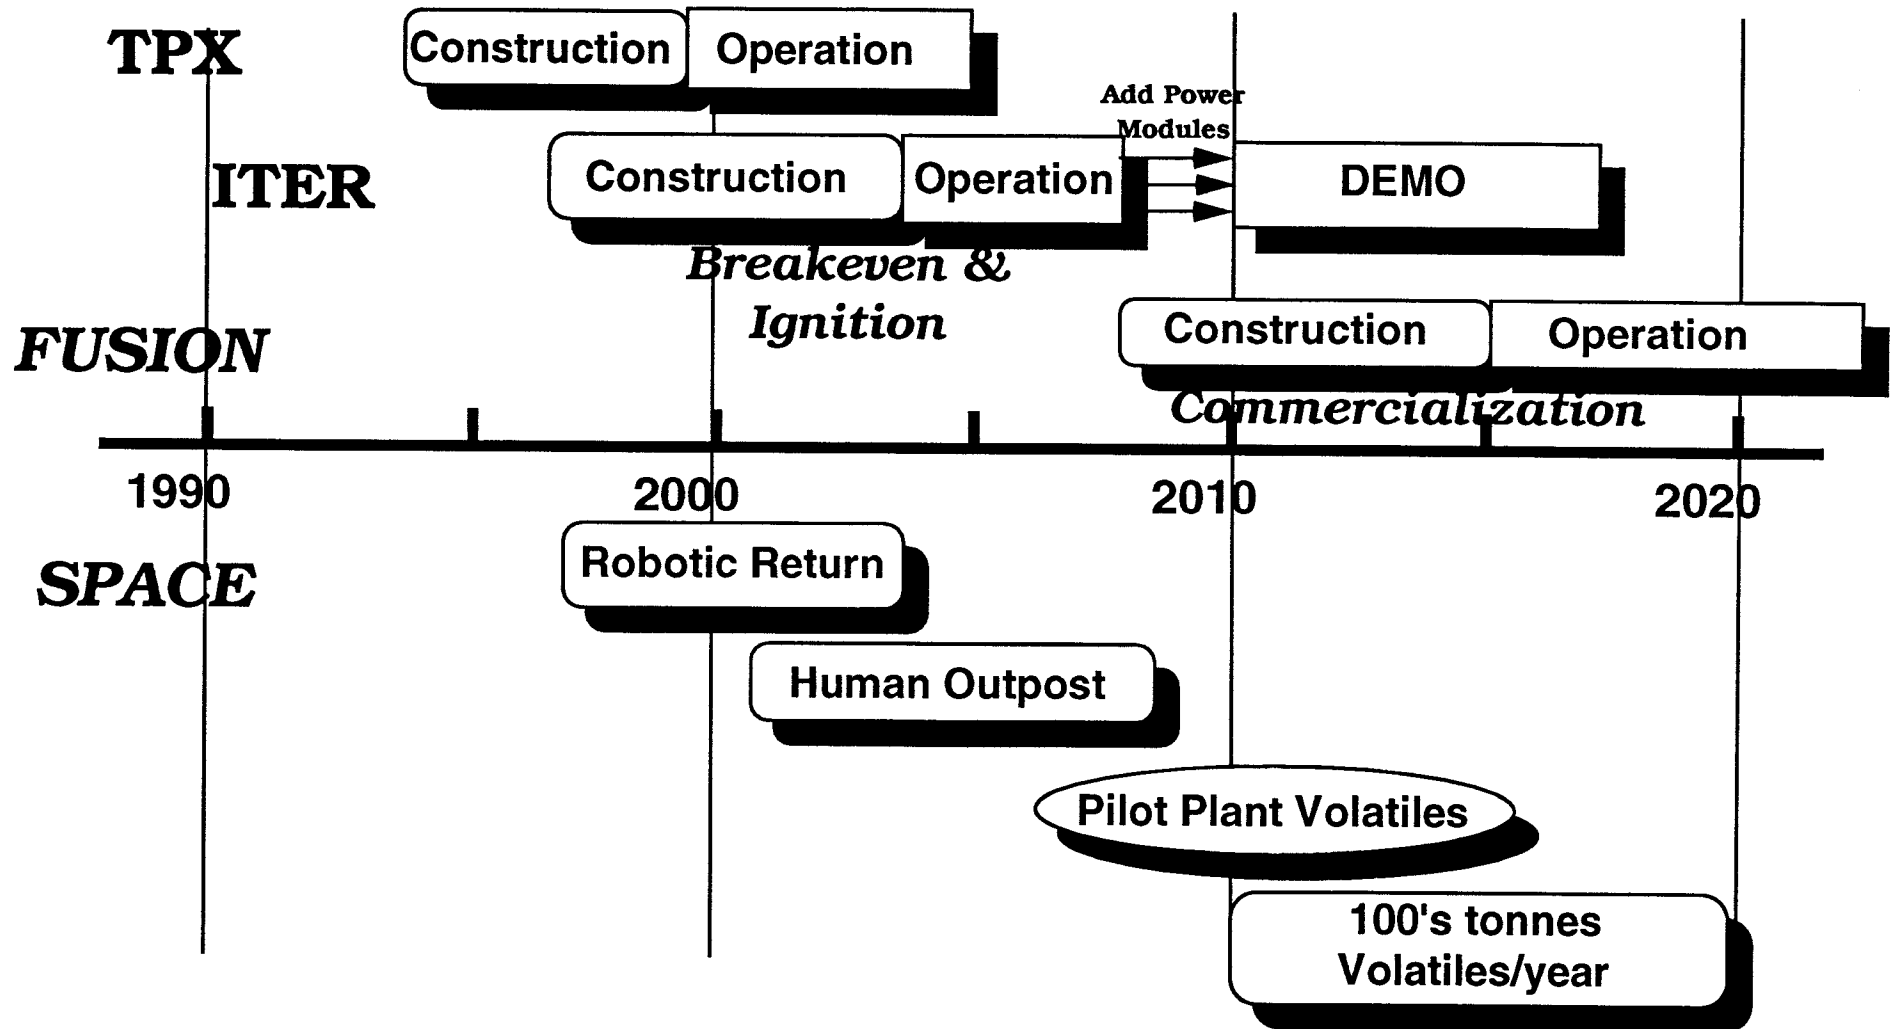 TPX
Construction
Operation
Add Power
Modules
ITER
Construction
Operation
DEMO
Breakeven &
Ignition
FUSION
Construction
Operation
Commercialization
1990
2000
2010
2020
SPACE
Robotic Return
Human Outpost
Pilot Plant Volatiles
100's tonnes
Volatiles/year